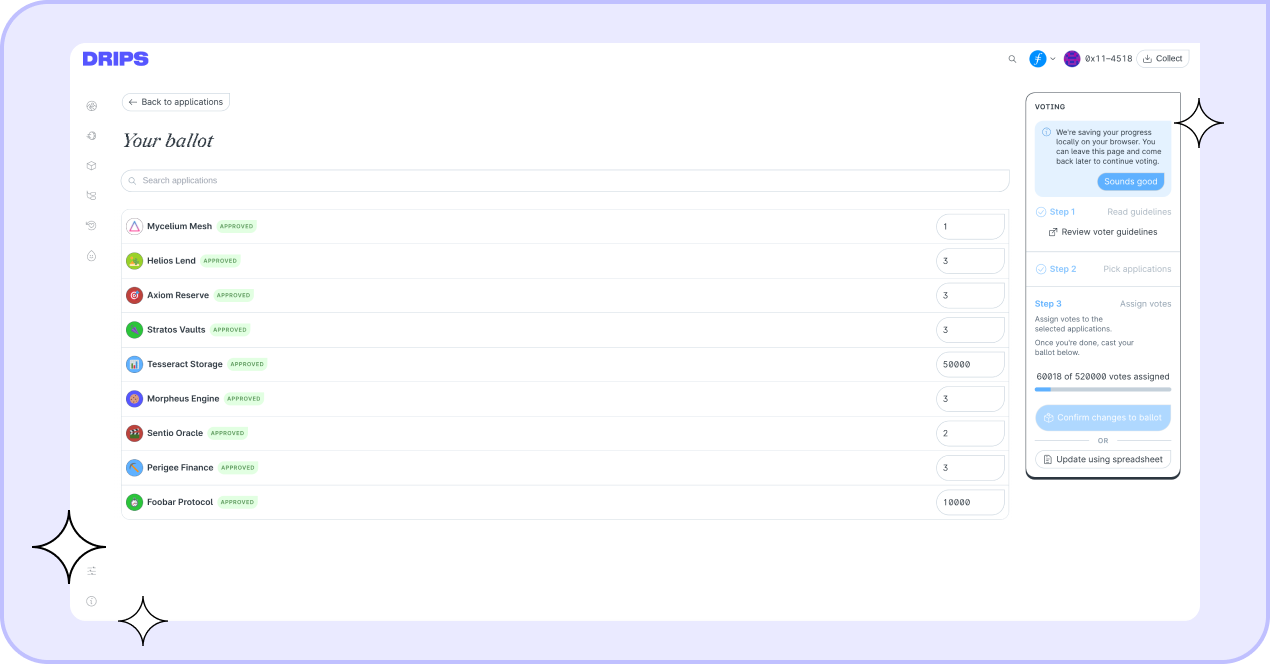 DRIPS
0x11–4518
Collect
Back to applications
Your ballot
Search applications
Mycelium Mesh APPROVED 1
Helios Lend APPROVED 3
Axiom Reserve APPROVED 3
Stratos Vaults APPROVED 3
Tesseract Storage APPROVED 50000
Morpheus Engine APPROVED 3
Sentio Oracle APPROVED 2
Perigee Finance APPROVED 3
Foobar Protocol APPROVED 10000
VOTING
We're saving your progress
locally on your browser. You
can leave this page and come
back later to continue voting.
Sounds good
Step 1 Read guidelines
Review voter guidelines
Step 2 Pick applications
Step 3 Assign votes
Assign votes to the
selected applications.
Once you're done, cast your
ballot below.
60018 of 520000 votes assigned
Confirm changes to ballot
OR
Update using spreadsheet